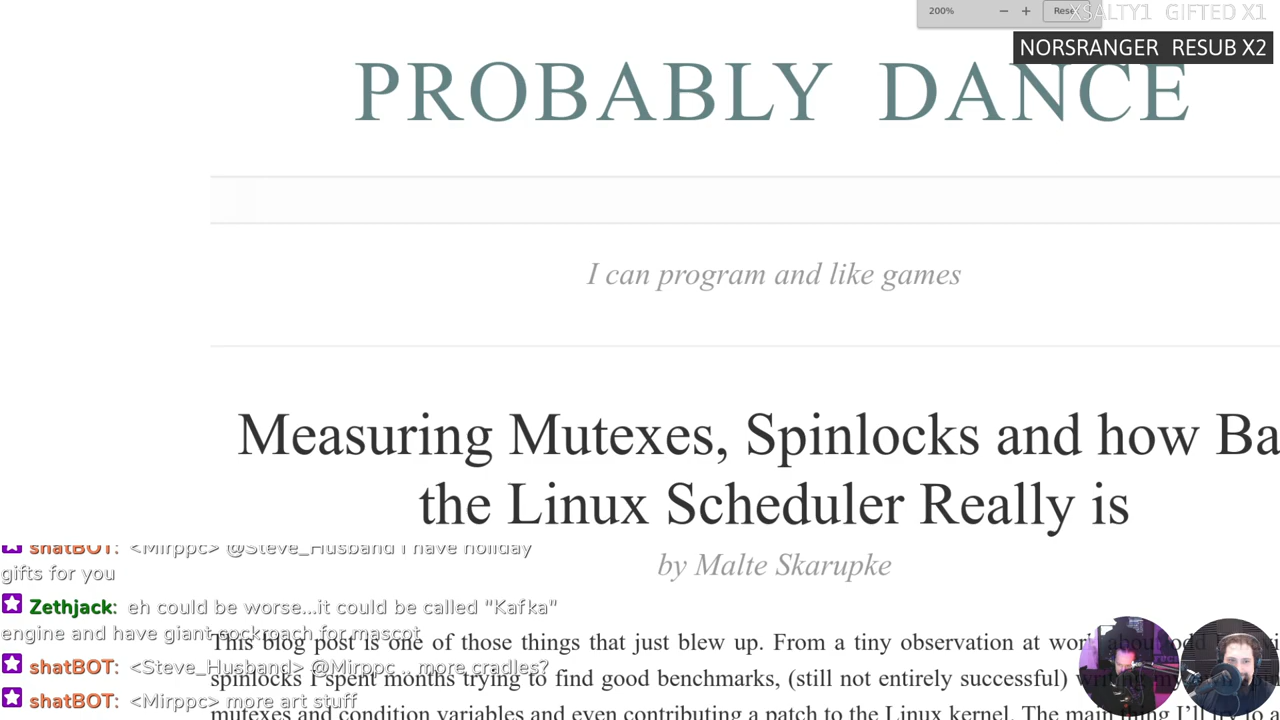 200%
XSALTY1 GIFTED X1
NORSRANGER RESUB X2
PROBABLY DANCE
I can program and like games
Measuring Mutexes, Spinlocks and how Ba
the Linux Scheduler Really is
by Malte Skarupke
shatBOT: <Mirppc> @Steve_Husband I have holiday
gifts for you
Zethjack: eh could be worse...it could be called "Kafka"
engine and have giant cockroach for mascot
shatBOT: <Steve_Husband> @Mirppc .. more cradles?
shatBOT: <Mirppc> more art stuff
This blog post is one of those things that just blew up. From a tiny observation at work about odd
spinlocks I spent months trying to find good benchmarks, (still not entirely successful) writing my
mutexes and condition variables and even contributing a patch to the Linux kernel. The main thing I'll try to